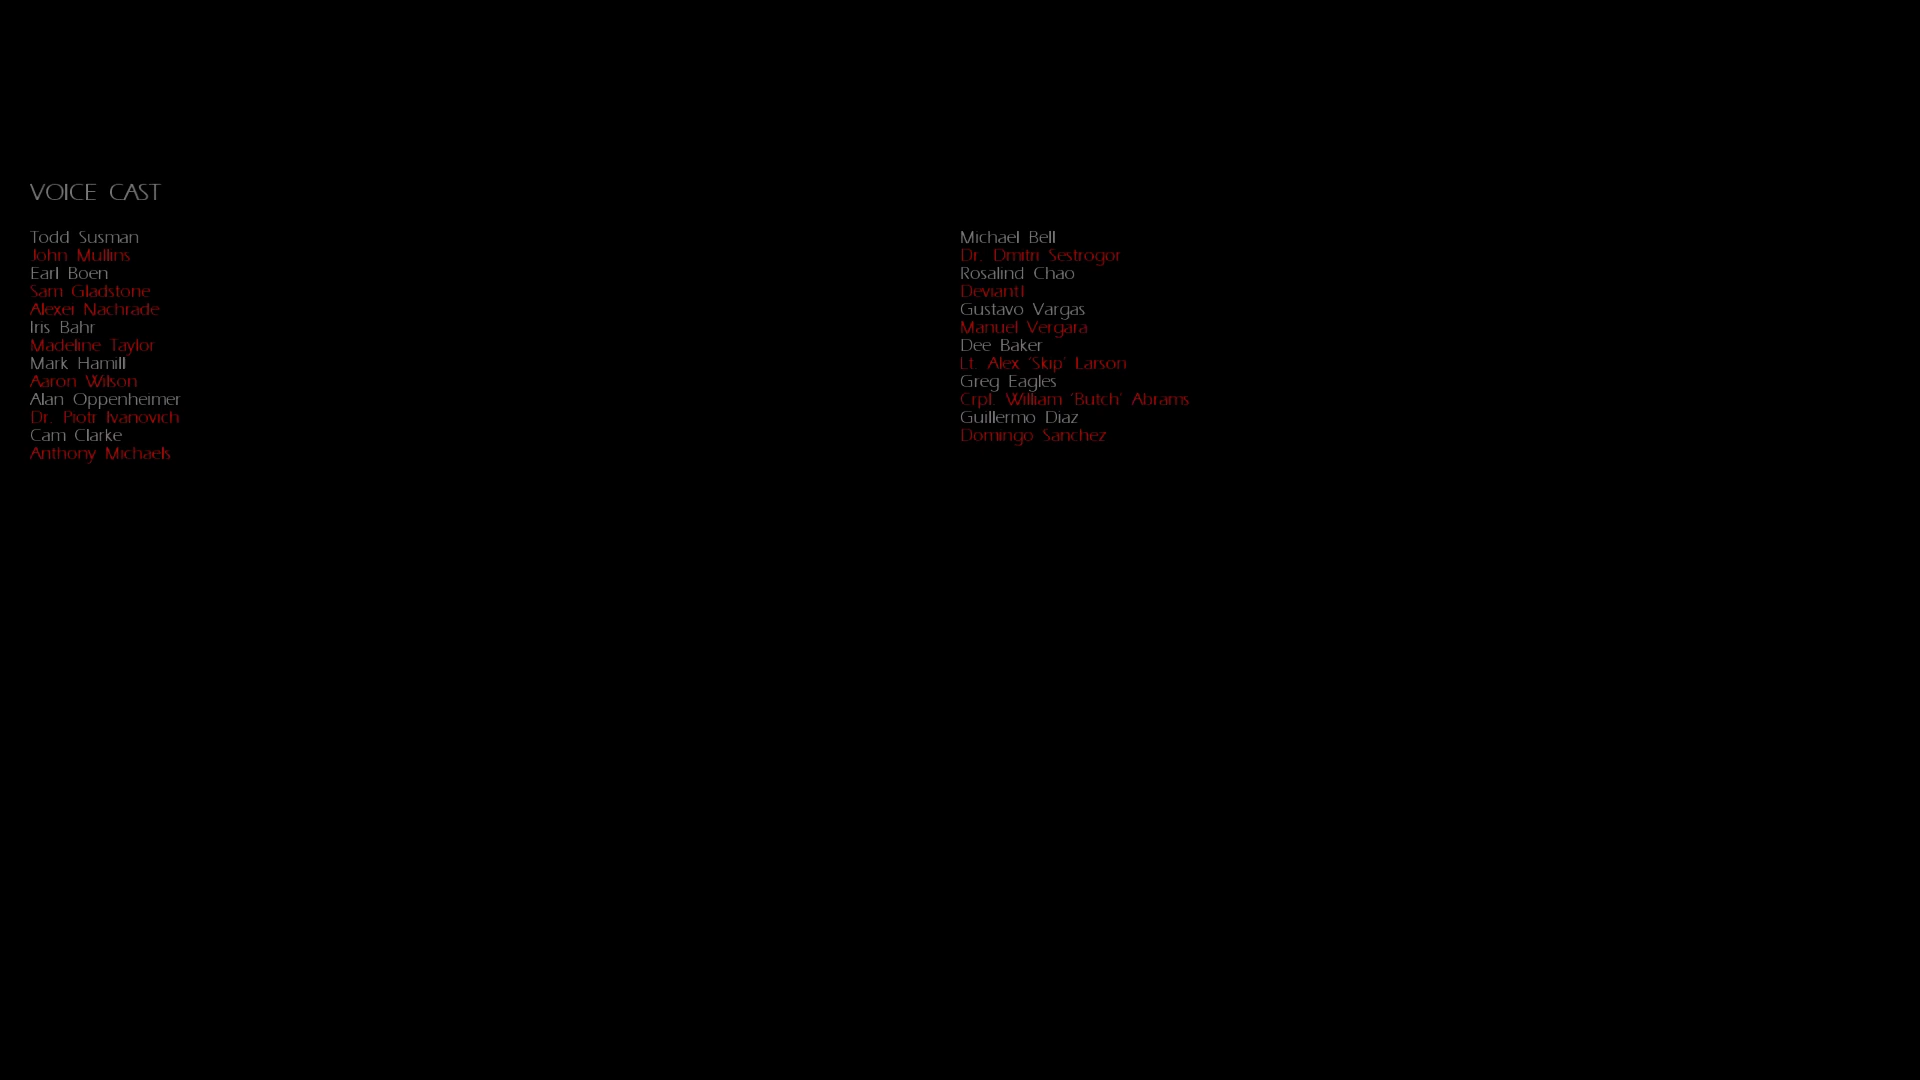 VOICE CAST
Todd Susman
John Mullins
Earl Boen
Sam Gladstone
Alexer Nachrade
Iris Bahr
Madeline Taylor
Mark Hamill
Aaron Wilson
Alan Oppenheimer
Dr. Piotr Ivanovich
Cam Clarke
Anthony Michaels
Michael Bell
Dr. Dmitri Sestrogor
Rosalind Chao
Deviant1
Gustavo Vargas
Manuel Vergara
Dee Baker
Lt. Alex 'Skip' Larson
Greg Eagles
Crpl. William 'Butch' Abrams
Guillermo Diaz
Domingo Sanchez